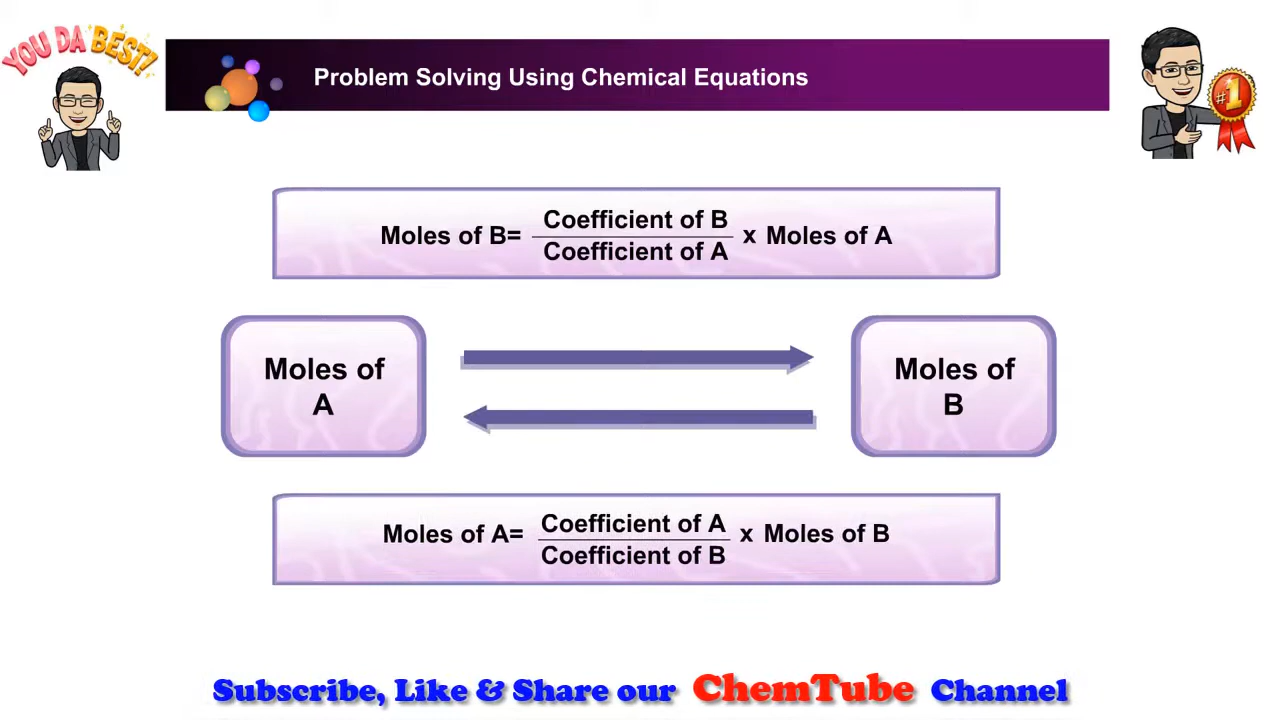 YOU DA BEST!
Problem Solving Using Chemical Equations
#1
Moles of B= Coefficient of B x Moles of A
Coefficient of A
Moles of
A
Moles of
B
Moles of A= Coefficient of A x Moles of B
Coefficient of B
Subscribe, Like & Share our ChemTube Channel